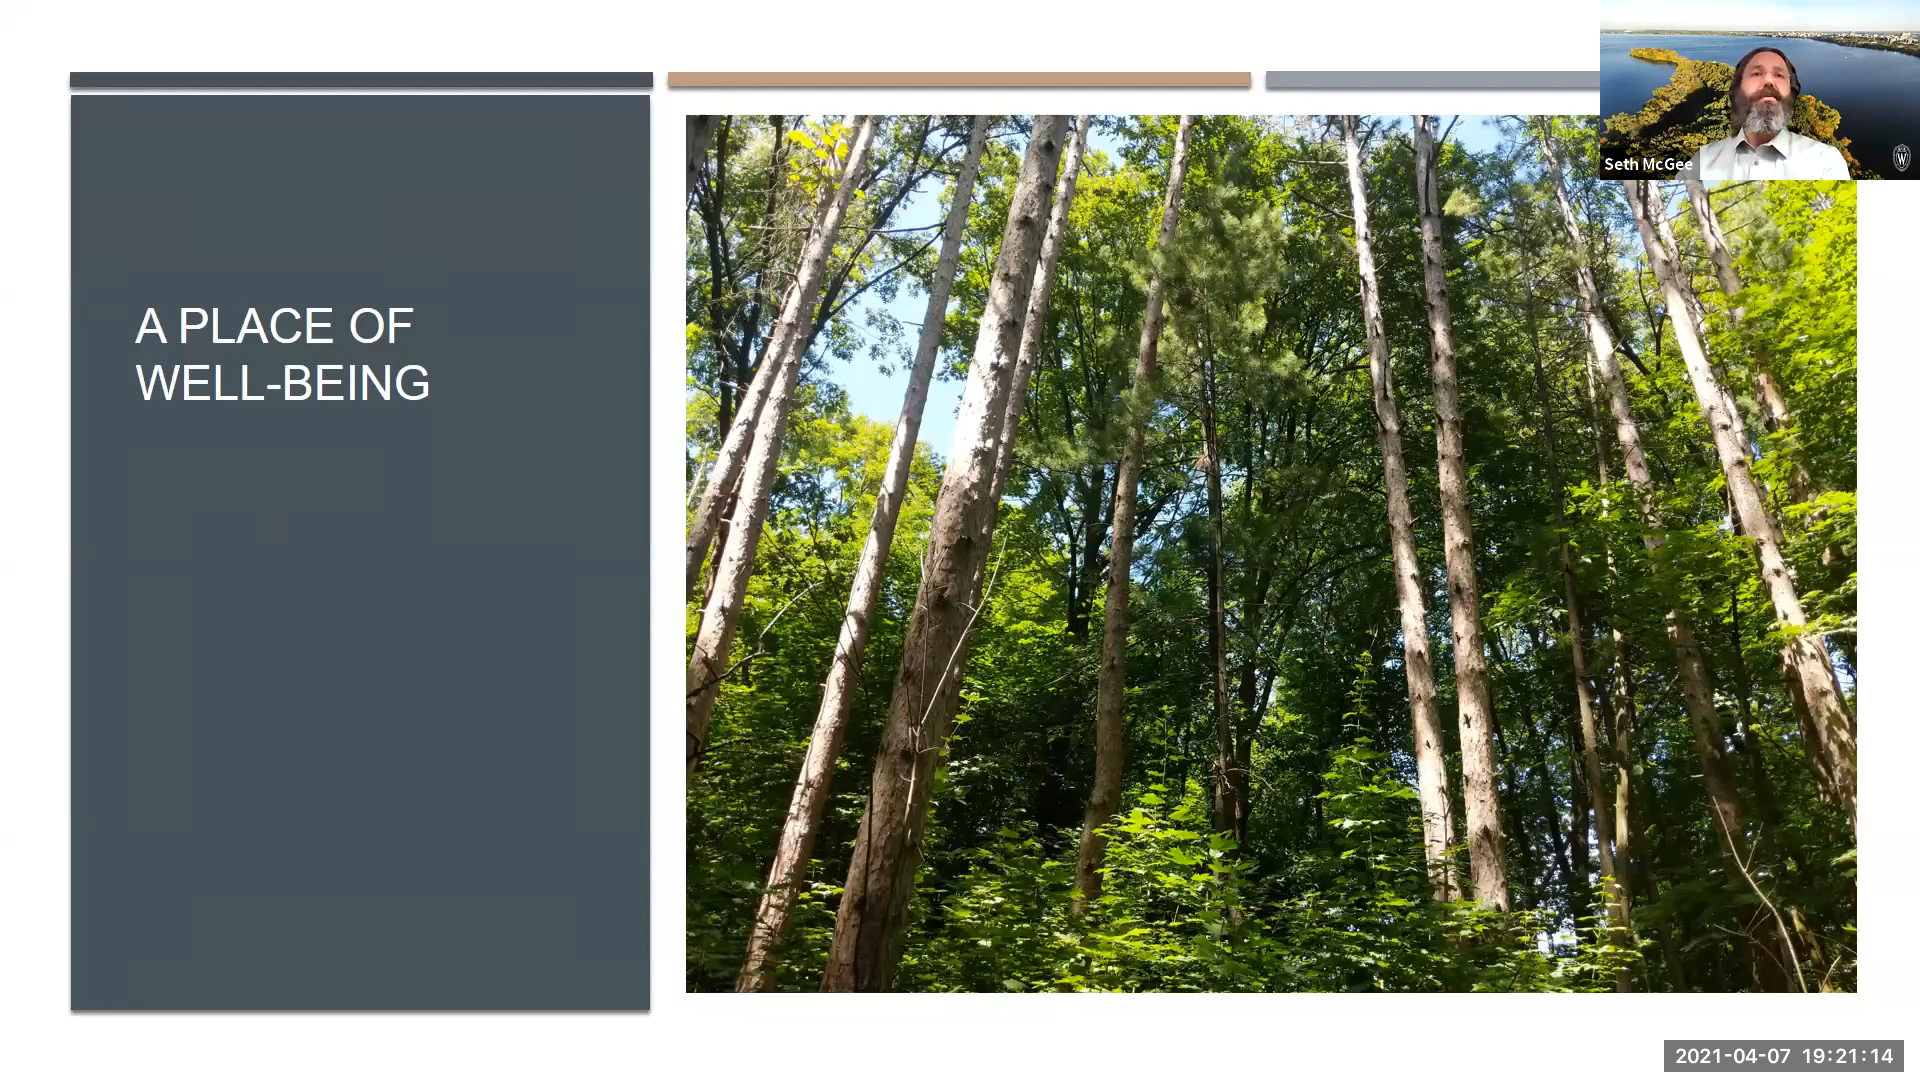 A PLACE OF
WELL-BEING
Seth McGee
W
2021-04-07 19:21:14